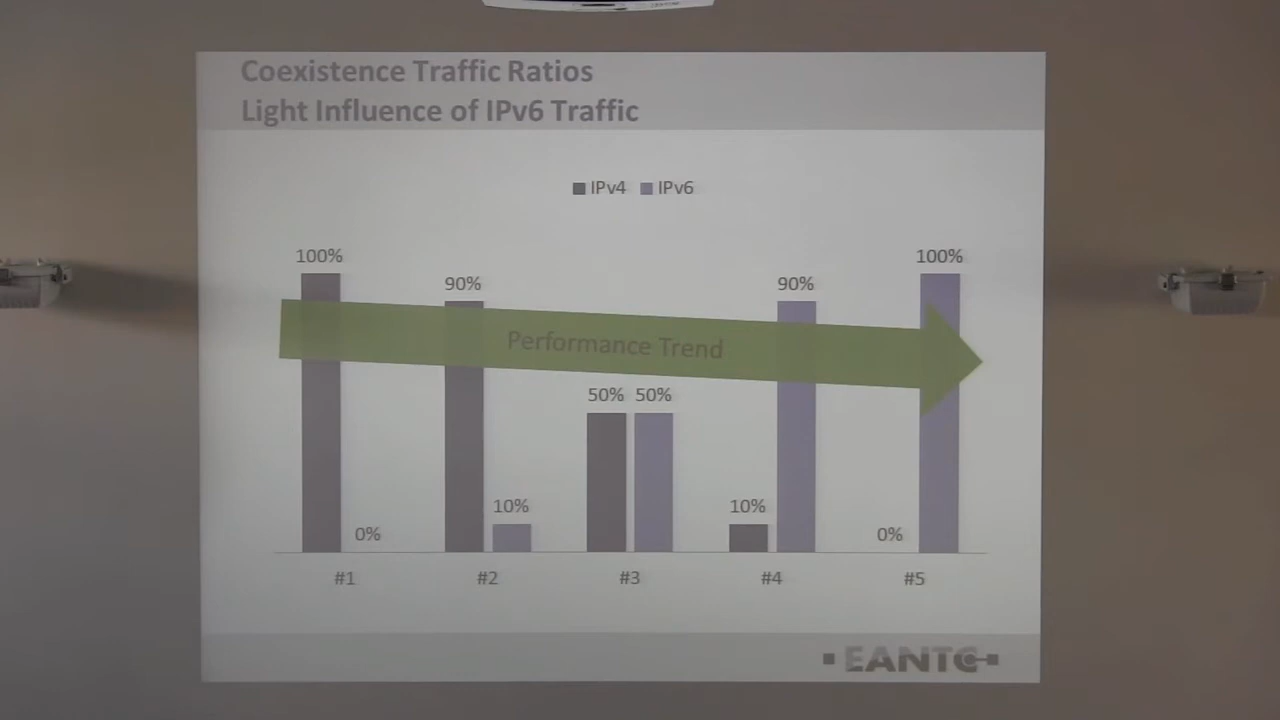 Coexistence Traffic Ratios
Light Influence of IPv6 Traffic
IPv4 IPv6
100% 0%
90% 10%
50% 50%
10% 90%
0% 100%
Performance Trend
#1 #2 #3 #4 #5
EANTC